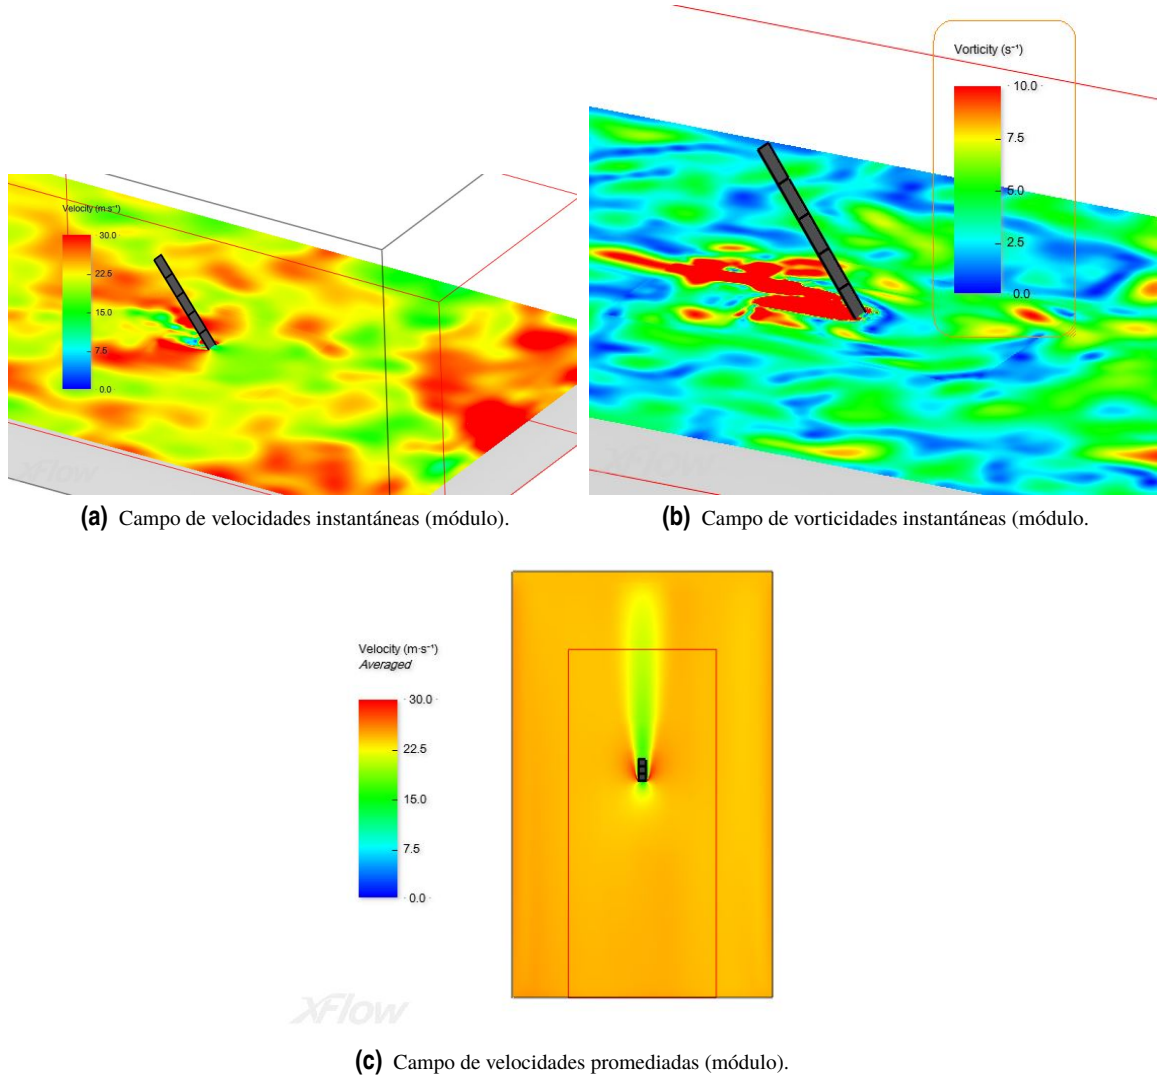 Velocity (m·s⁻¹)
30.0
22.5
15.0
7.5
0.0
XFlow
Vorticity (s⁻¹)
10.0
7.5
5.0
2.5
0.0
XFlow
(a) Campo de velocidades instantáneas (módulo).
(b) Campo de vorticidades instantáneas (módulo.
Velocity (m·s⁻¹)
Averaged
30.0
22.5
15.0
7.5
0.0
XFlow
(c) Campo de velocidades promediadas (módulo).